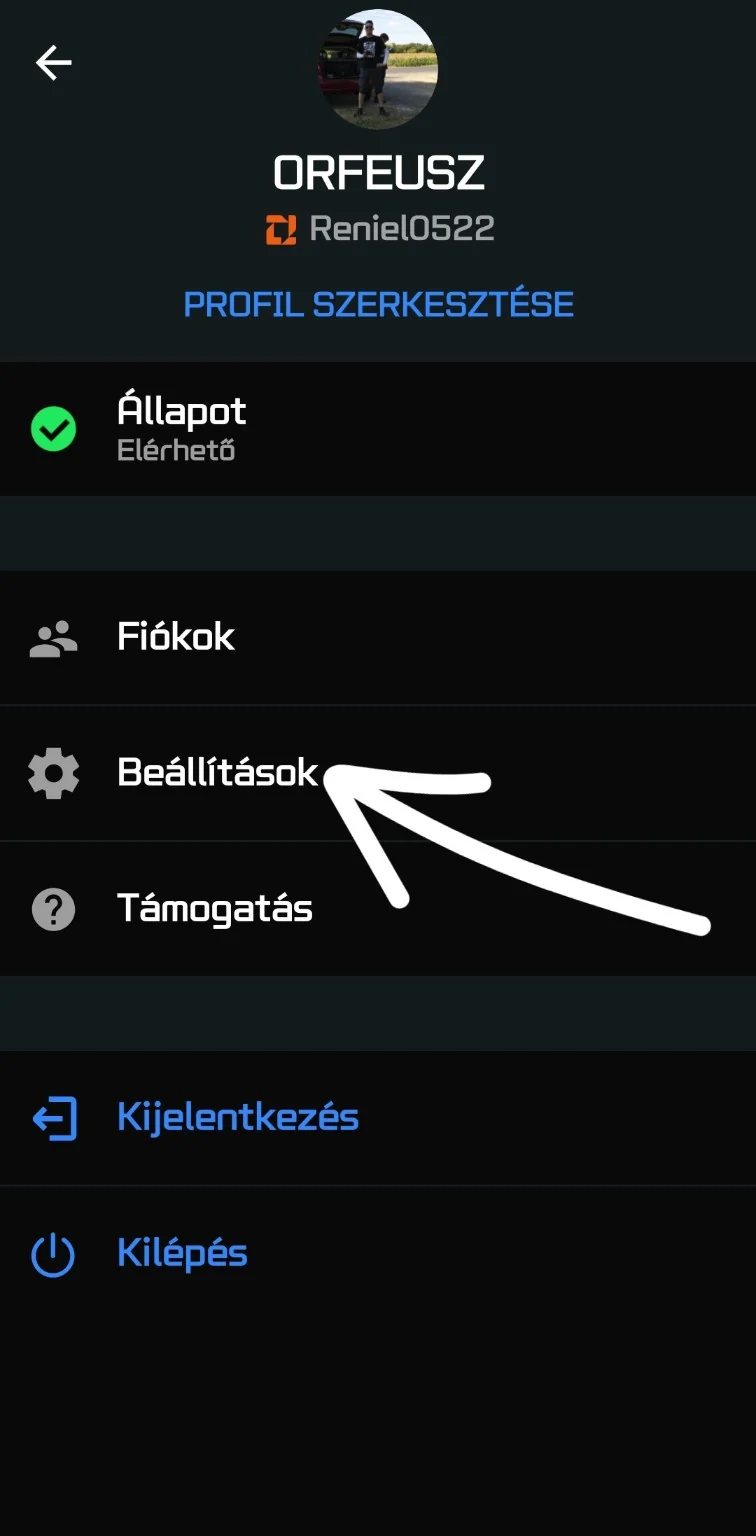 ORFEUSZ
Reniel0522
PROFIL SZERKESZTÉSE
Állapot
Elérhető
Fiókok
Beállítások
Támogatás
Kijelentkezés
Kilépés